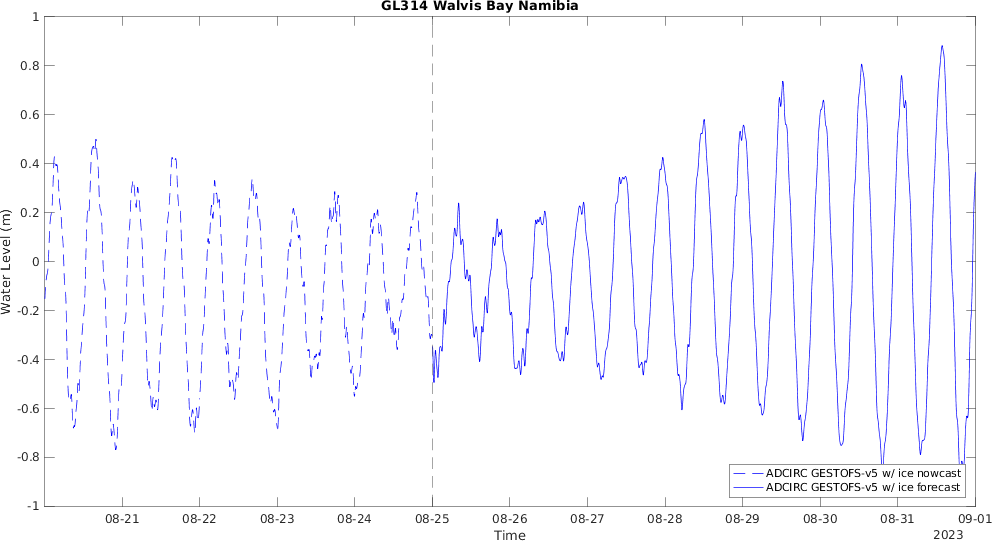 GL314 Walvis Bay Namibia
1
0.8
0.6
0.4
0.2
0
-0.2
-0.4
-0.6
-0.8
-1
Water Level (m)
ADCIRC GESTOFS-v5 w/ ice nowcast
ADCIRC GESTOFS-v5 w/ ice forecast
08-21 08-22 08-23 08-24 08-25 08-26 08-27 08-28 08-29 08-30 08-31 09-01
Time
2023